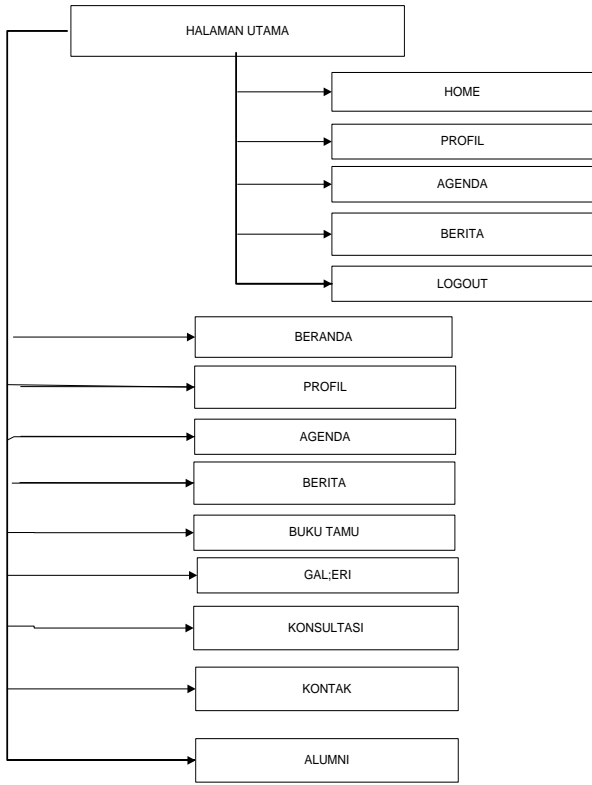 HALAMAN UTAMA
HOME
PROFIL
AGENDA
BERITA
LOGOUT
BERANDA
PROFIL
AGENDA
BERITA
BUKU TAMU
GAL;ERI
KONSULTASI
KONTAK
ALUMNI